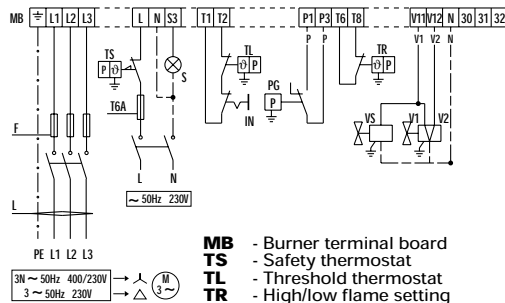 MB L1 L2 L3 L N S3 T1 T2 P1 P3 T6 T8 V11 V12 N 30 31 32
P P V1 V2 N
TS P ϑ
TL ϑ P
TR ϑ P
S
PG P
T6A
IN
F
VS V1 V2
L N
~ 50Hz 230V
L
PE L1 L2 L3
3N ~ 50Hz 400/230V
3 ~ 50Hz 230V
M
3 ~
MB - Burner terminal board
TS - Safety thermostat
TL - Threshold thermostat
TR - High/low flame setting